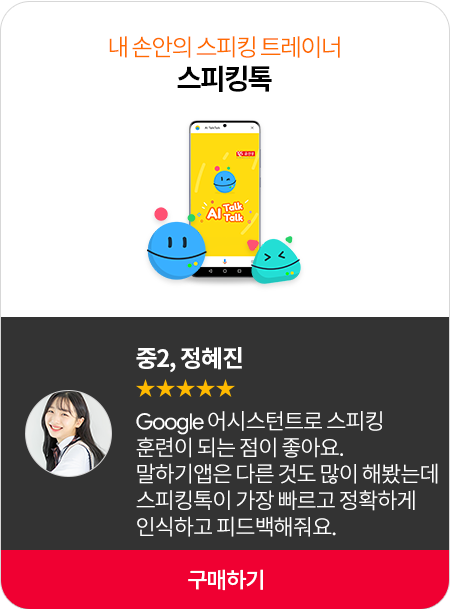 내 손안의 스피킹 트레이너
스피킹톡
AI TalkTalk
AI Talk
Talk
중2, 정혜진
★★★★★
Google 어시스턴트로 스피킹
훈련이 되는 점이 좋아요.
말하기앱은 다른 것도 많이 해봤는데
스피킹톡이 가장 빠르고 정확하게
인식하고 피드백해줘요.
구매하기